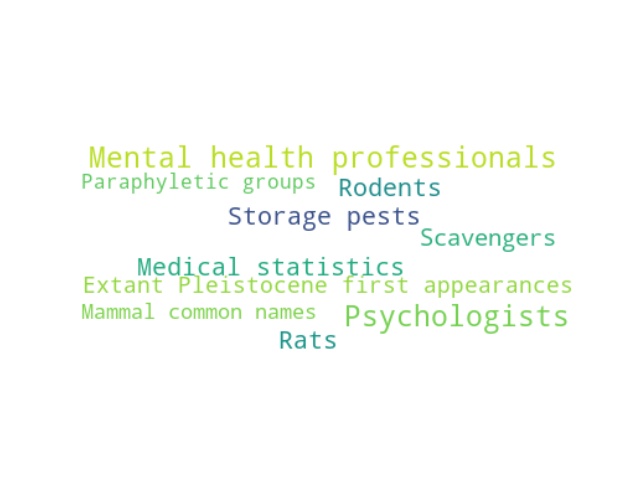 Mental health professionals
Paraphyletic groups
Rodents
Storage pests
Scavengers
Medical statistics
Extant Pleistocene first appearances
Mammal common names
Psychologists
Rats